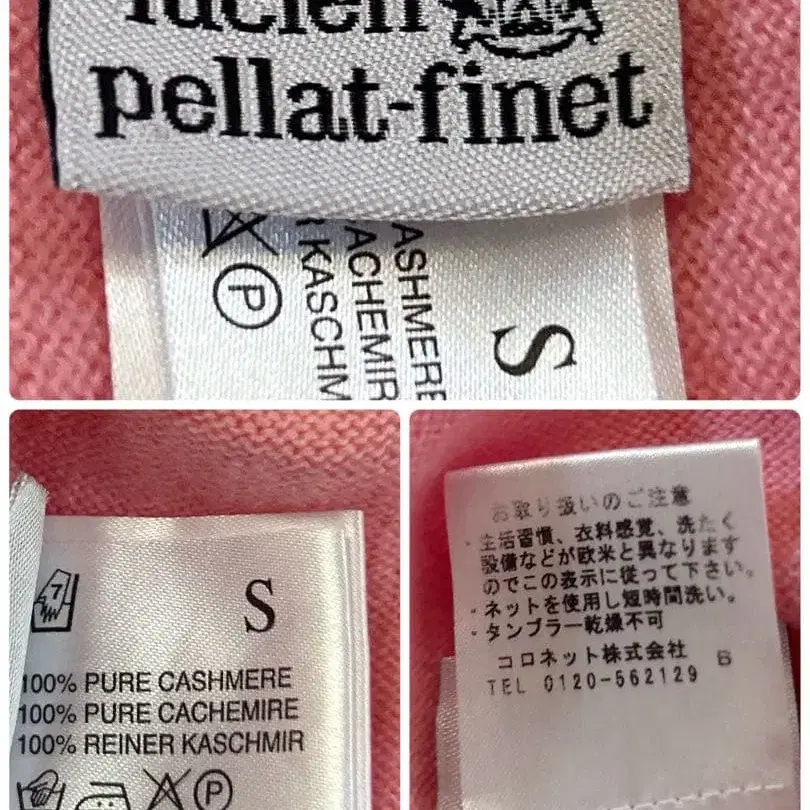 lucien
pellat-finet
P
ASHMERE
ACHEMIR
R KASCHM
S
7
S
100% PURE CASHMERE
100% PURE CACHEMIRE
100% REINER KASCHMIR
P
お取り扱いのご注意
・生活習慣、衣料感覚、洗たく
設備などが欧米と異なります
のでこの表示に従って下さい。
・ネットを使用し短時間洗い。
・タンブラー乾燥不可
コロネット株式会社 B
TEL 0120-562129